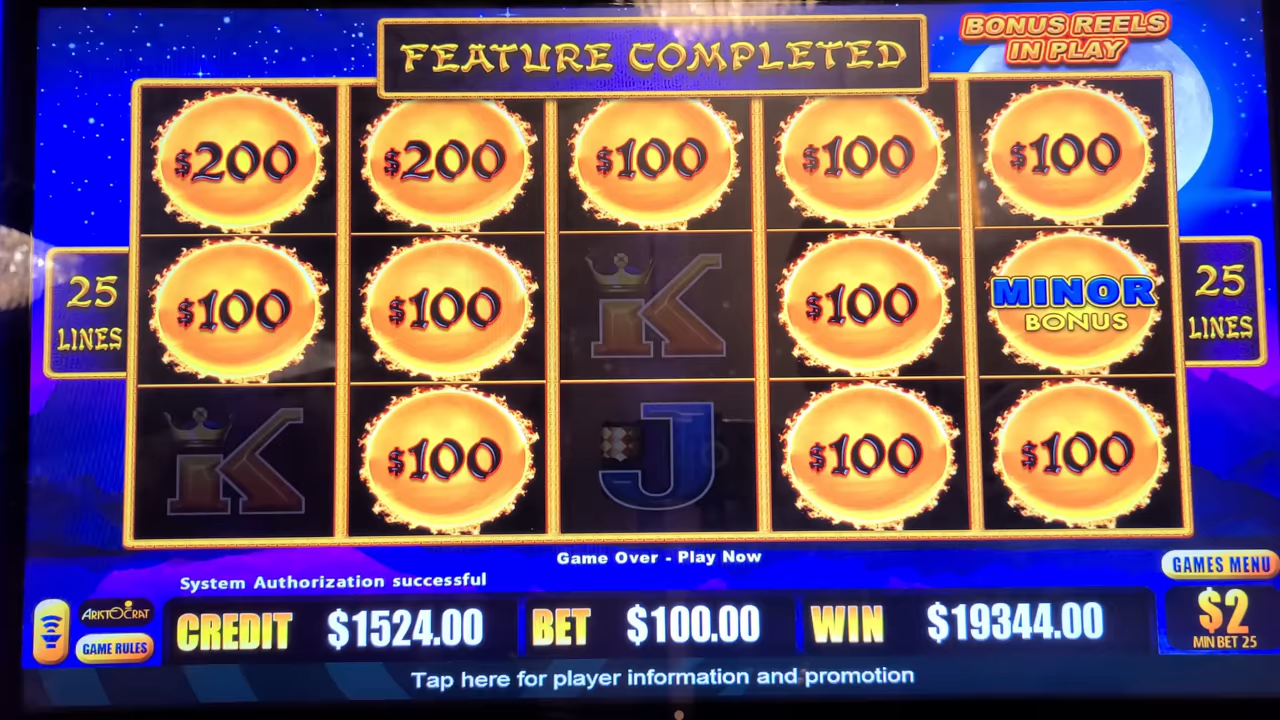 BONUS REELS
IN PLAY
FEATURE COMPLETED
$200 $200 $100 $100 $100
25
LINES
$100 $100 K $100 MINOR
BONUS
25
LINES
K $100 J $100 $100
Game Over - Play Now
System Authorization successful
GAMES MENU
ARISTOCRAT
GAME RULES
CREDIT $1524.00 BET $100.00 WIN $19344.00
$2
MIN BET 25
Tap here for player information and promotion